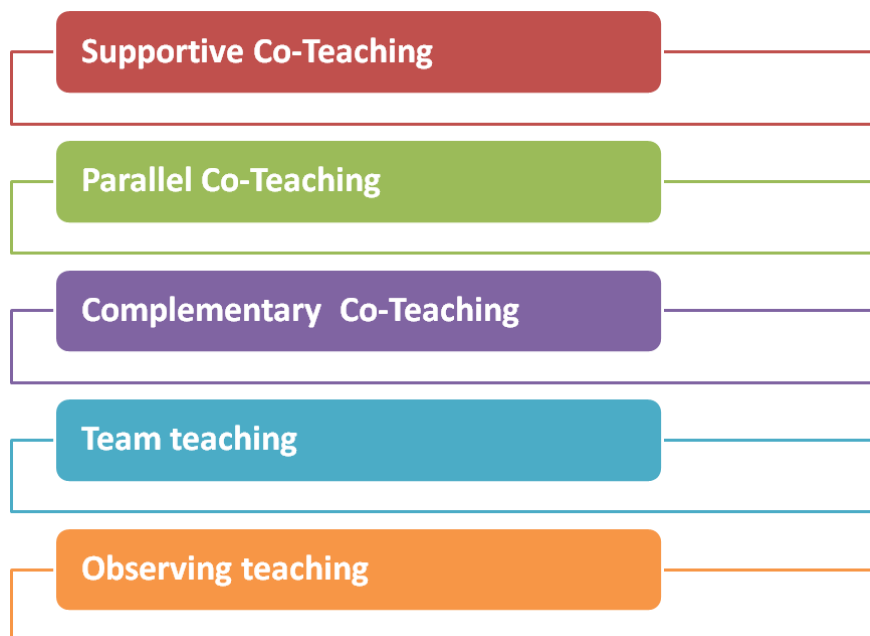 Supportive Co-Teaching
Parallel Co-Teaching
Complementary  Co-Teaching
Team teaching
Observing teaching